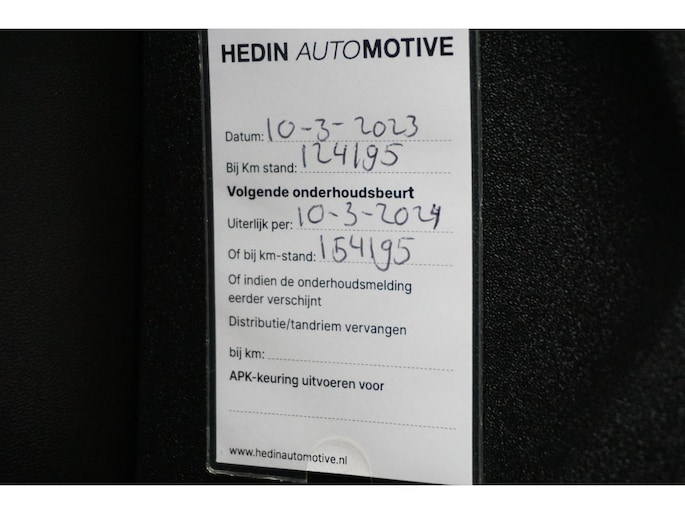 HEDIN AUTOMOTIVE
Datum: 10-3-2023
Bij Km stand: 124195
Volgende onderhoudsbeurt
Uiterlijk per: 10-3-2024
Of bij km-stand: 154195
Of indien de onderhoudsmelding
eerder verschijnt
Distributie/tandriem vervangen
bij km:
APK-keuring uitvoeren voor
www.hedinautomotive.nl